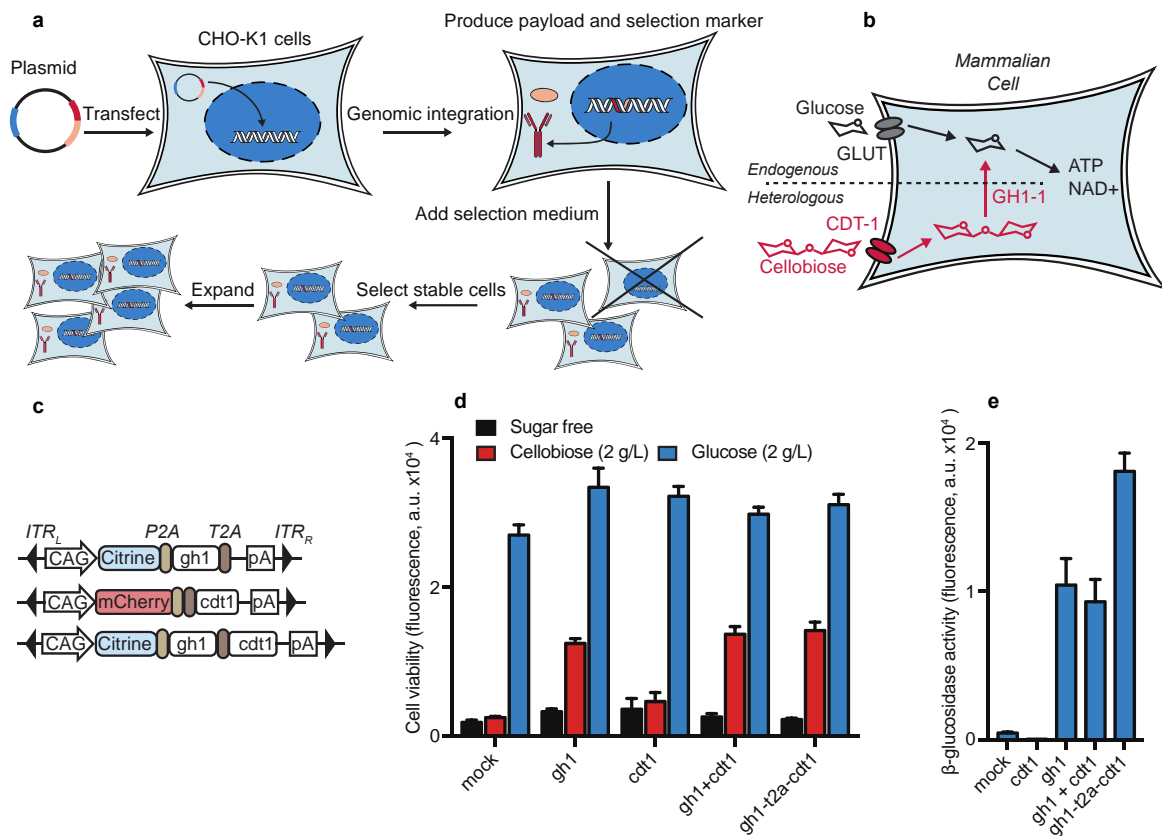 a
CHO-K1 cells
Produce payload and selection marker
Plasmid
Transfect
Genomic integration
Add selection medium
Select stable cells
Expand
b
Mammalian
Cell
Glucose
GLUT
ATP
NAD+
Endogenous
Heterologous
GH1-1
CDT-1
Cellobiose
c
ITR_L P2A T2A ITR_R
CAG Citrine gh1 pA
CAG mCherry cdt1 pA
CAG Citrine gh1 cdt1 pA
d
Sugar free
Cellobiose (2 g/L) Glucose (2 g/L)
Cell viability (fluorescence, a.u. x10⁴ )
4
2
0
mock
gh1
cdt1
gh1+cdt1
gh1-t2a-cdt1
e
β-glucosidase activity (fluorescence, a.u. x10⁴ )
2
1
0
mock
cdt1
gh1
gh1 + cdt1
gh1-t2a-cdt1